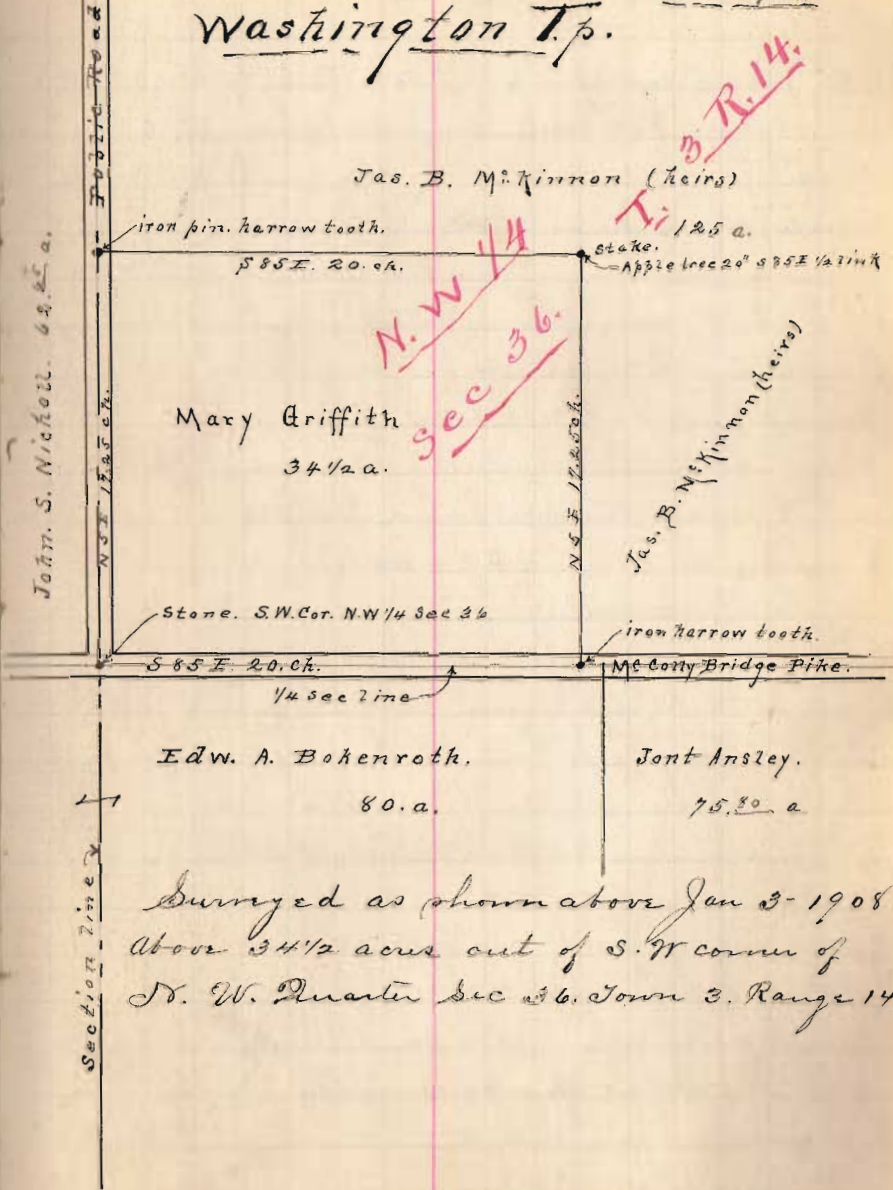 Washington T.p.
Public Road
T. 3 R. 14.
Jas. B. McKinnon (heirs)
125 a.
iron pin. harrow tooth.
stake.
Apple tree 20" S 85 E 1/2 link
S 85 E. 20. ch.
N. W 1/4
Sec 36.
John. S. Nicholl. 62 a.
Mary Griffith
34 1/2 a.
N 5 E 17.25 ch.
N 5 E 17.25 ch.
Jas. B. McKinnon (heirs)
Stone. S.W. Cor. N.W 1/4 Sec 36
iron harrow tooth.
S 85 E. 20. Ch.
McColly Bridge Pike.
1/4 Sec line
Edw. A. Bokenroth.
80. a.
Jont Ansley.
75.80 a
Section line
Surveyed as shown above Jan 3 - 1908
Above 34 1/2 acres out of S. W corner of
N. W. Quarter Sec 36. Town 3. Range 14